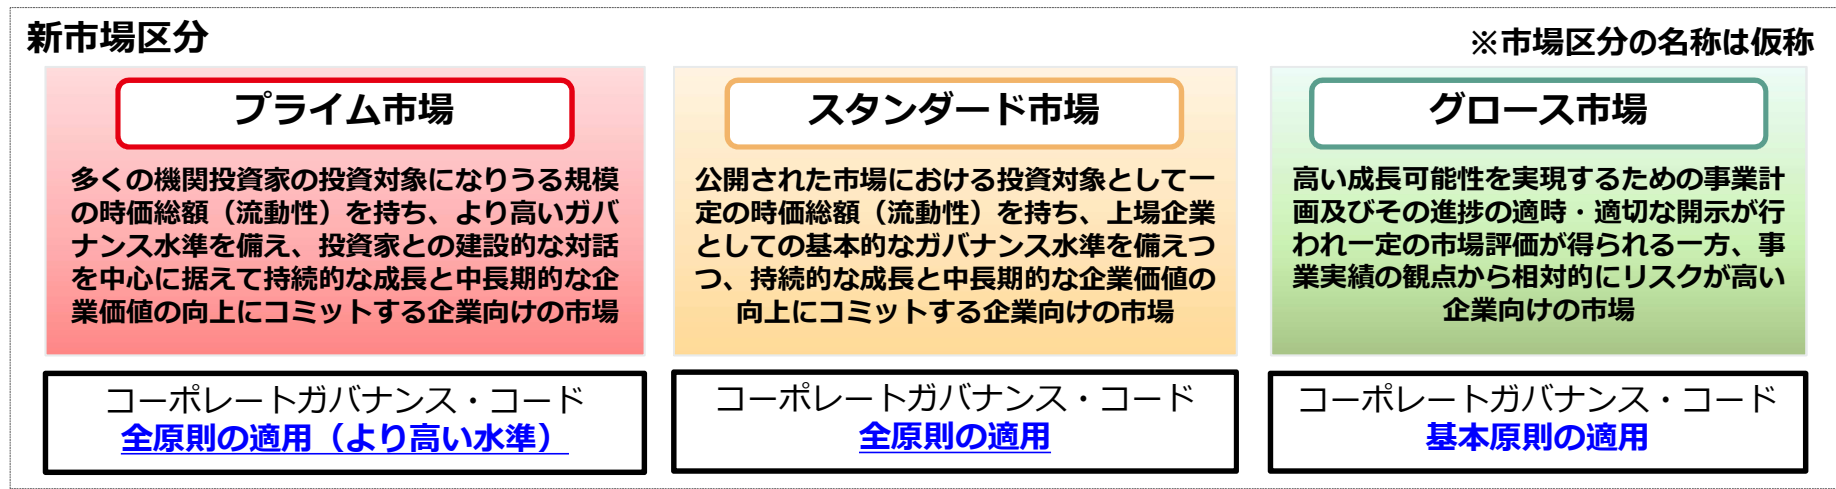 新市場区分
※市場区分の名称は仮称
プライム市場
多くの機関投資家の投資対象になりうる規模
の時価総額（流動性）を持ち、より高いガバ
ナンス水準を備え、投資家との建設的な対話
を中心に据えて持続的な成長と中長期的な企
業価値の向上にコミットする企業向けの市場
コーポレートガバナンス・コード
全原則の適用（より高い水準）
スタンダード市場
公開された市場における投資対象として一
定の時価総額（流動性）を持ち、上場企業
としての基本的なガバナンス水準を備えつ
つ、持続的な成長と中長期的な企業価値の
向上にコミットする企業向けの市場
コーポレートガバナンス・コード
全原則の適用
グロース市場
高い成長可能性を実現するための事業計
画及びその進捗の適時・適切な開示が行
われ一定の市場評価が得られる一方、事
業実績の観点から相対的にリスクが高い
企業向けの市場
コーポレートガバナンス・コード
基本原則の適用